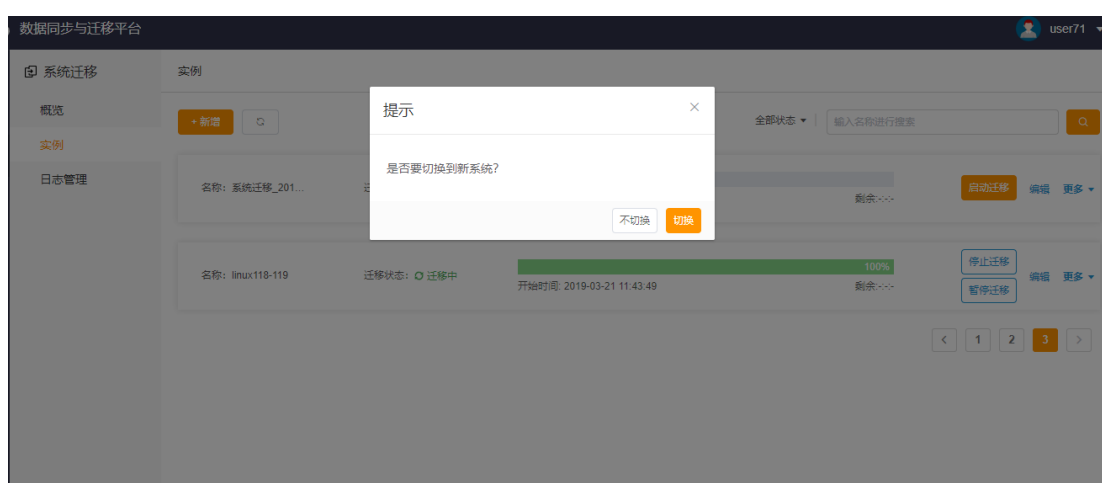 数据同步与迁移平台
user71
系统迁移
实例
概览
+ 新增
全部状态
输入名称进行搜索
实例
日志管理
提示
是否要切换到新系统?
不切换
切换
名称: 系统迁移_201...
剩余:-:-:-
启动迁移
编辑
更多
名称: linux118-119
迁移状态: 迁移中
100%
开始时间: 2019-03-21 11:43:49
剩余:-:-:-
停止迁移
暂停迁移
编辑
更多
< 1 2 3 >